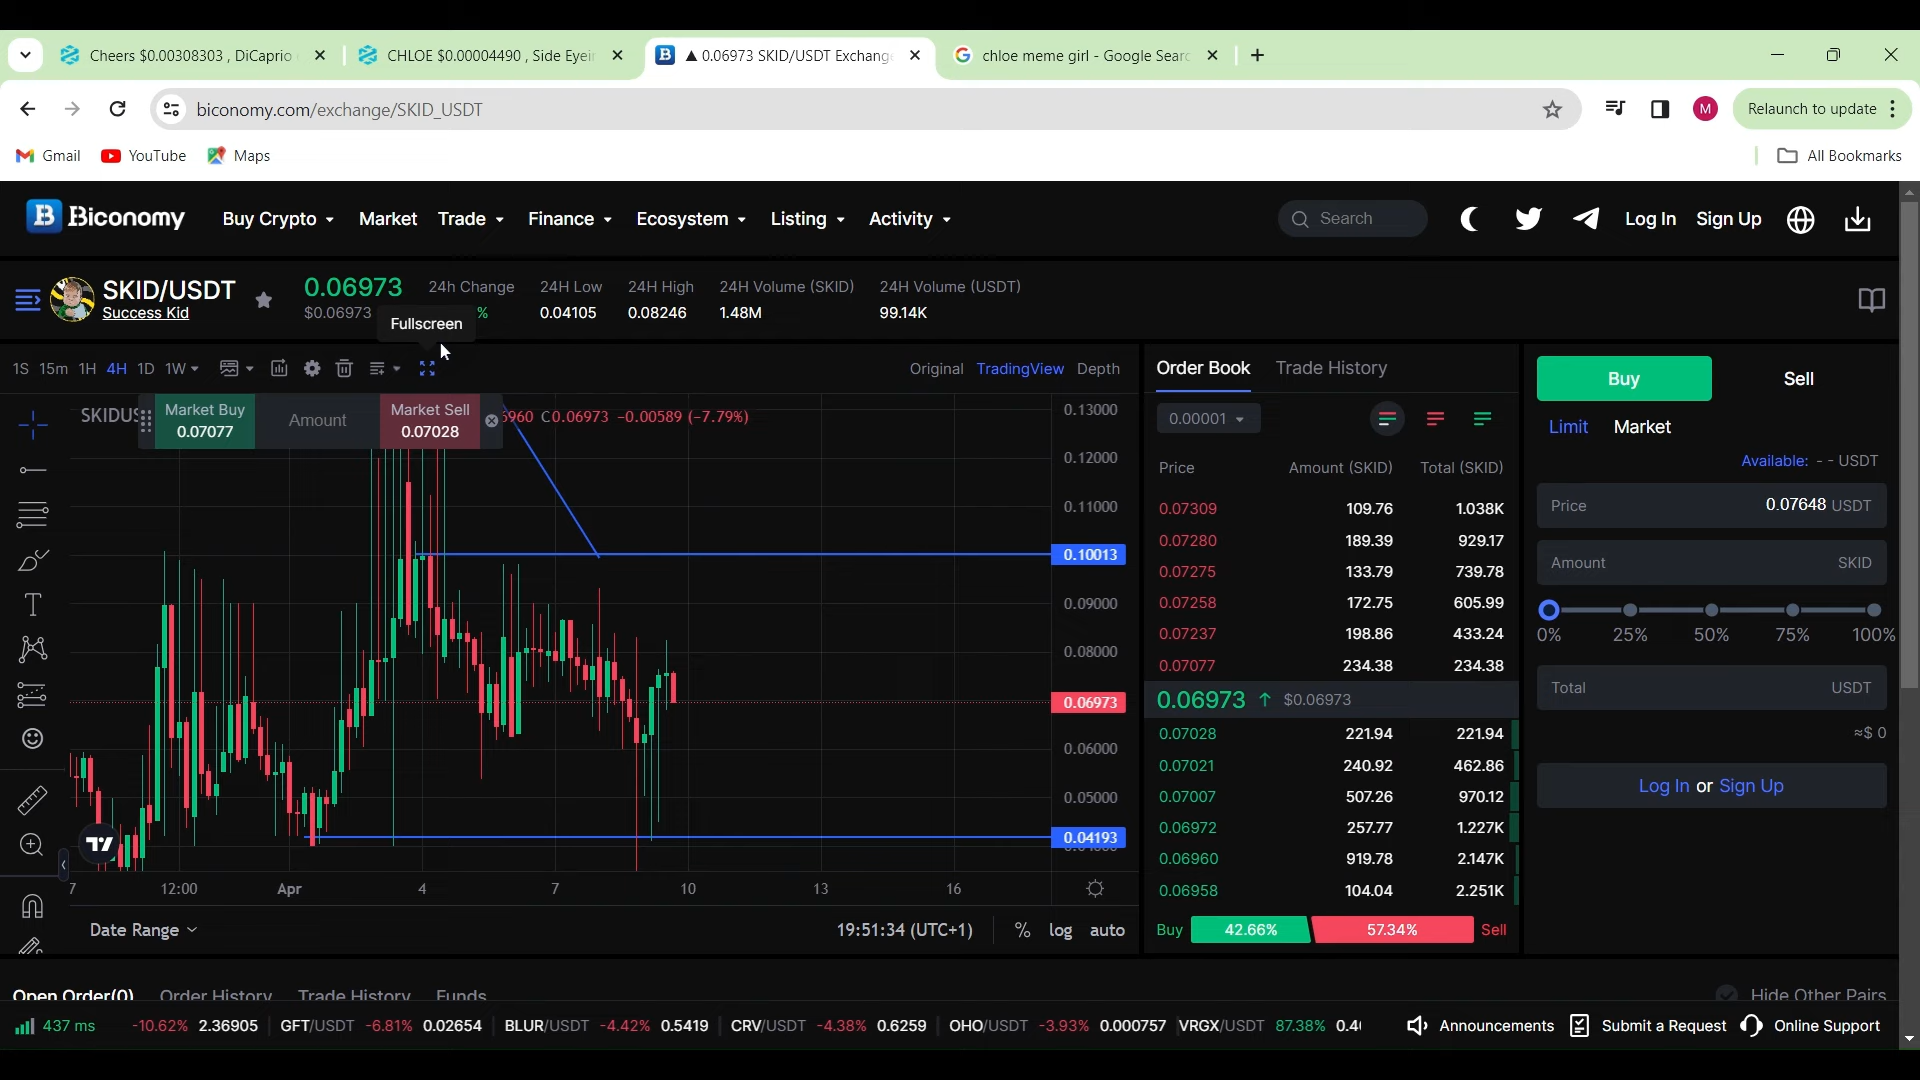 Cheers $0.00308303 , DiCaprio
CHLOE $0.00004490 , Side Eyein
▲ 0.06973 SKID/USDT Exchange
chloe meme girl - Google Searc
biconomy.com/exchange/SKID_USDT
M
Relaunch to update
Gmail YouTube Maps
All Bookmarks
Biconomy
Buy Crypto Market Trade Finance Ecosystem Listing Activity
Search
Log In Sign Up
SKID/USDT
Success Kid
0.06973
$0.06973
24h Change
%
24H Low
0.04105
24H High
0.08246
24H Volume (SKID)
1.48M
24H Volume (USDT)
99.14K
Fullscreen
1S 15m 1H 4H 1D 1W
Original TradingView Depth
SKIDUS
Market Buy
0.07077
Amount
Market Sell
0.07028
960 C0.06973 -0.00589 (-7.79%)
0.13000
0.12000
0.11000
0.10013
0.09000
0.08000
0.06973
0.06000
0.05000
0.04193
7 12:00 Apr 4 7 10 13 16
Date Range
19:51:34 (UTC+1)
% log auto
Order Book Trade History
0.00001
Price Amount (SKID) Total (SKID)
0.07309 109.76 1.038K
0.07280 189.39 929.17
0.07275 133.79 739.78
0.07258 172.75 605.99
0.07237 198.86 433.24
0.07077 234.38 234.38
0.06973 ↑ $0.06973
0.07028 221.94 221.94
0.07021 240.92 462.86
0.07007 507.26 970.12
0.06972 257.77 1.227K
0.06960 919.78 2.147K
0.06958 104.04 2.251K
Buy 42.66% 57.34% Sell
Buy Sell
Limit Market
Available: - - USDT
Price 0.07648 USDT
Amount SKID
0% 25% 50% 75% 100%
Total USDT
≈$ 0
Log In or Sign Up
Open Order(0) Order History Trade History Funds
Hide Other Pairs
437 ms
-10.62% 2.36905 GFT/USDT -6.81% 0.02654 BLUR/USDT -4.42% 0.5419 CRV/USDT -4.38% 0.6259 OHO/USDT -3.93% 0.000757 VRGX/USDT 87.38%
Announcements Submit a Request Online Support